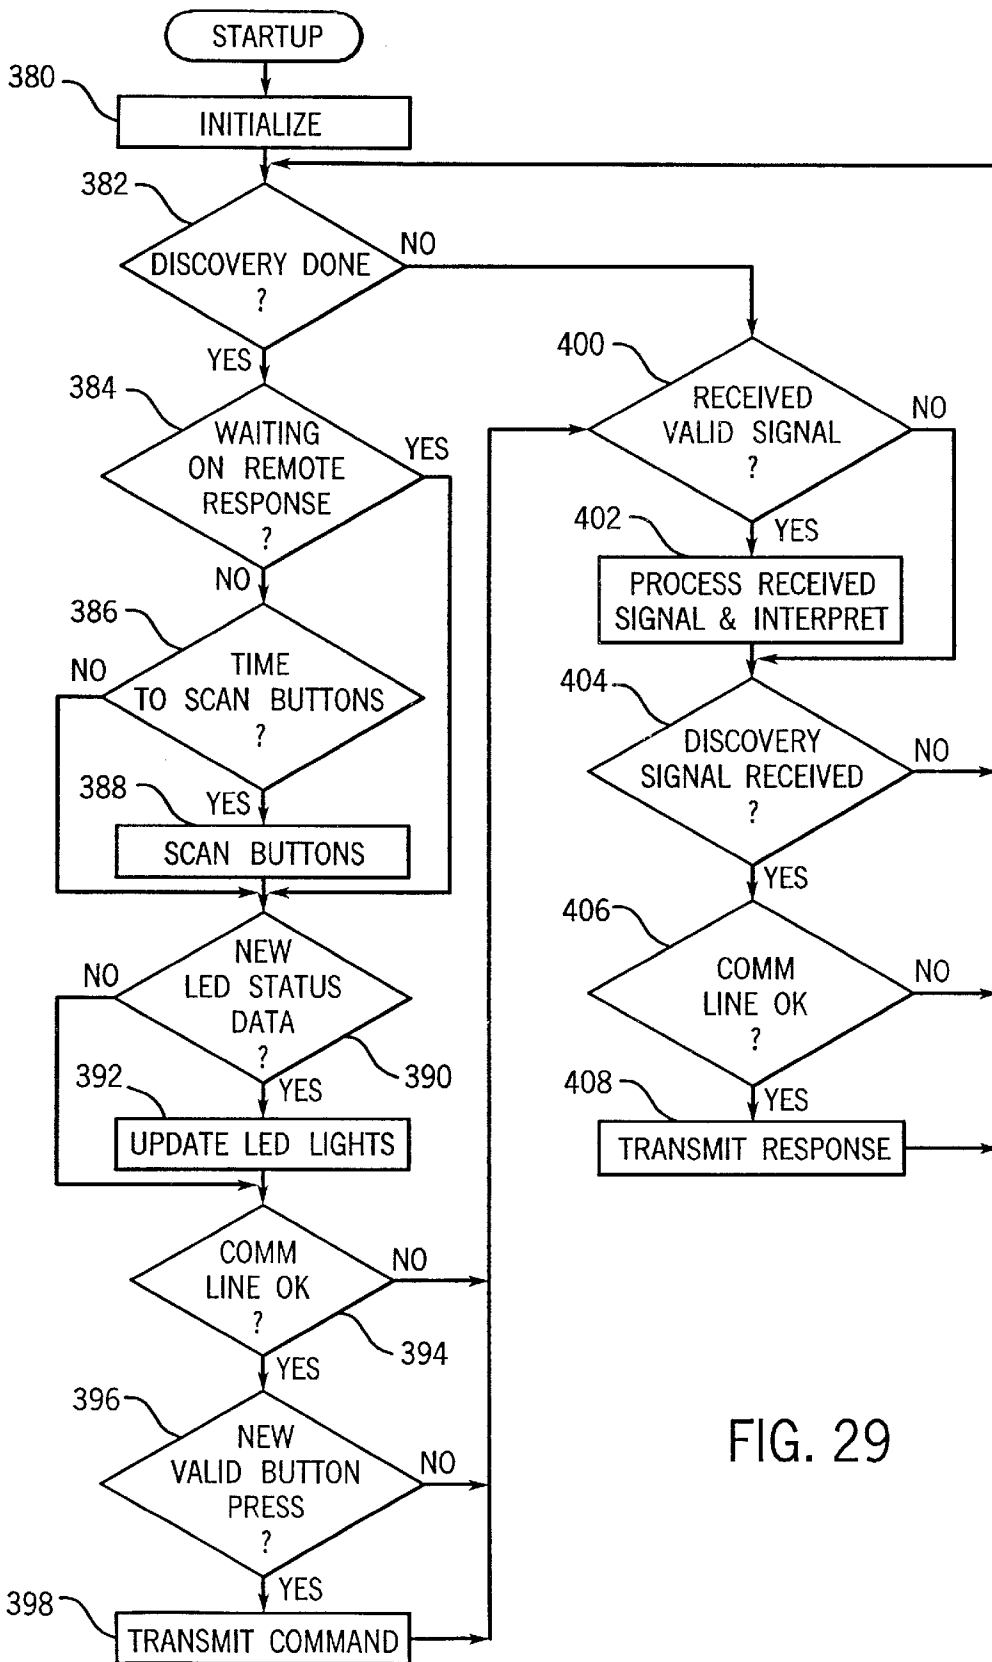 STARTUP
380
INITIALIZE
382
DISCOVERY DONE
?
NO
YES
384
WAITING
ON REMOTE
RESPONSE
?
YES
NO
386
TIME
TO SCAN BUTTONS
?
NO
YES
388
SCAN BUTTONS
NEW
LED STATUS
DATA
?
NO
390
YES
392
UPDATE LED LIGHTS
COMM
LINE OK
?
NO
394
YES
396
NEW
VALID BUTTON
PRESS
?
NO
YES
398
TRANSMIT COMMAND
400
RECEIVED
VALID SIGNAL
?
NO
YES
402
PROCESS RECEIVED
SIGNAL & INTERPRET
404
DISCOVERY
SIGNAL RECEIVED
?
NO
YES
406
COMM
LINE OK
?
NO
YES
408
TRANSMIT RESPONSE
FIG. 29